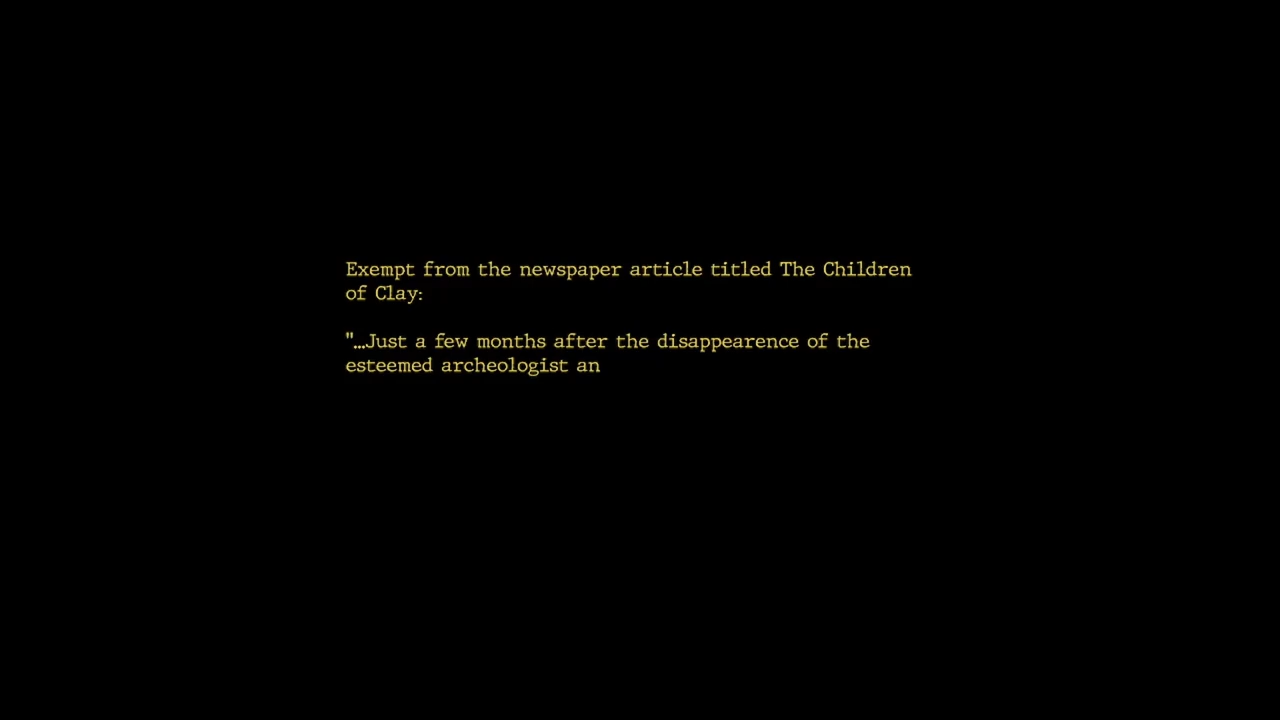 Exempt from the newspaper article titled The Children
of Clay:
"...Just a few months after the disappearence of the
esteemed archeologist an